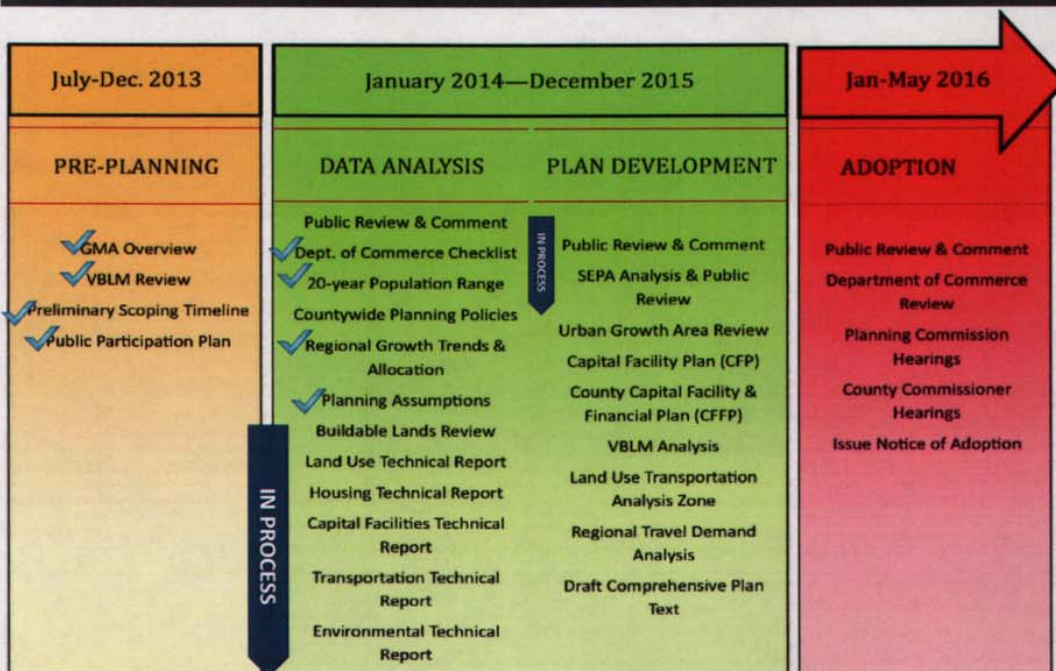 July-Dec. 2013
PRE-PLANNING
GMA Overview
VBLM Review
Preliminary Scoping Timeline
Public Participation Plan
January 2014—December 2015
DATA ANALYSIS
Public Review & Comment
Dept. of Commerce Checklist
20-year Population Range
Countywide Planning Policies
Regional Growth Trends &
Allocation
Planning Assumptions
Buildable Lands Review
Land Use Technical Report
Housing Technical Report
Capital Facilities Technical
Report
Transportation Technical
Report
Environmental Technical
Report
IN PROCESS
PLAN DEVELOPMENT
IN PROCESS
Public Review & Comment
SEPA Analysis & Public
Review
Urban Growth Area Review
Capital Facility Plan (CFP)
County Capital Facility &
Financial Plan (CFFP)
VBLM Analysis
Land Use Transportation
Analysis Zone
Regional Travel Demand
Analysis
Draft Comprehensive Plan
Text
Jan-May 2016
ADOPTION
Public Review & Comment
Department of Commerce
Review
Planning Commission
Hearings
County Commissioner
Hearings
Issue Notice of Adoption